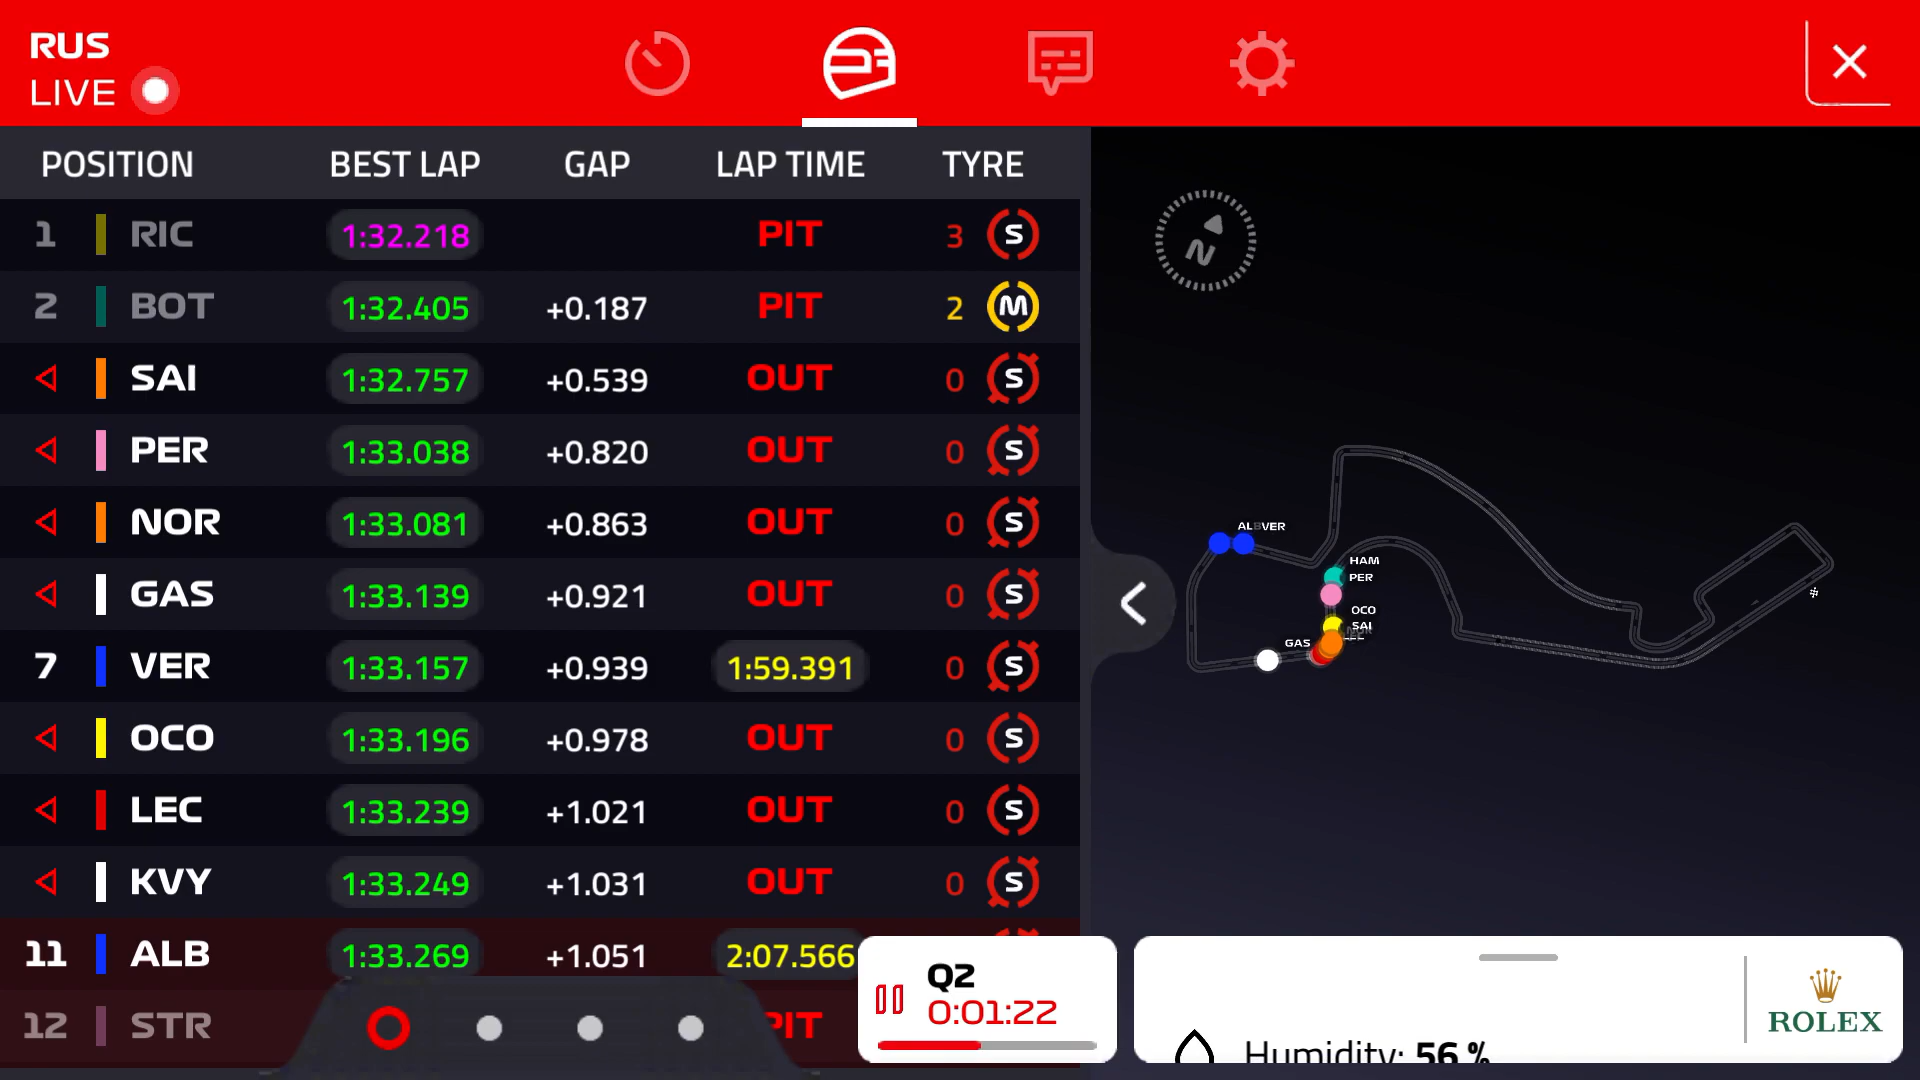 RUS
LIVE
POSITION BEST LAP GAP LAP TIME TYRE
1 RIC 1:32.218 PIT 3 S
2 BOT 1:32.405 +0.187 PIT 2 M
SAI 1:32.757 +0.539 OUT 0 S
PER 1:33.038 +0.820 OUT 0 S
NOR 1:33.081 +0.863 OUT 0 S
GAS 1:33.139 +0.921 OUT 0 S
7 VER 1:33.157 +0.939 1:59.391 0 S
OCO 1:33.196 +0.978 OUT 0 S
LEC 1:33.239 +1.021 OUT 0 S
KVY 1:33.249 +1.031 OUT 0 S
11 ALB 1:33.269 +1.051 2:07.566
12 STR PIT
Q2
0:01:22
N
VER
HAM
PER
OCO
SAI
GAS
Humidity: 56 %
ROLEX